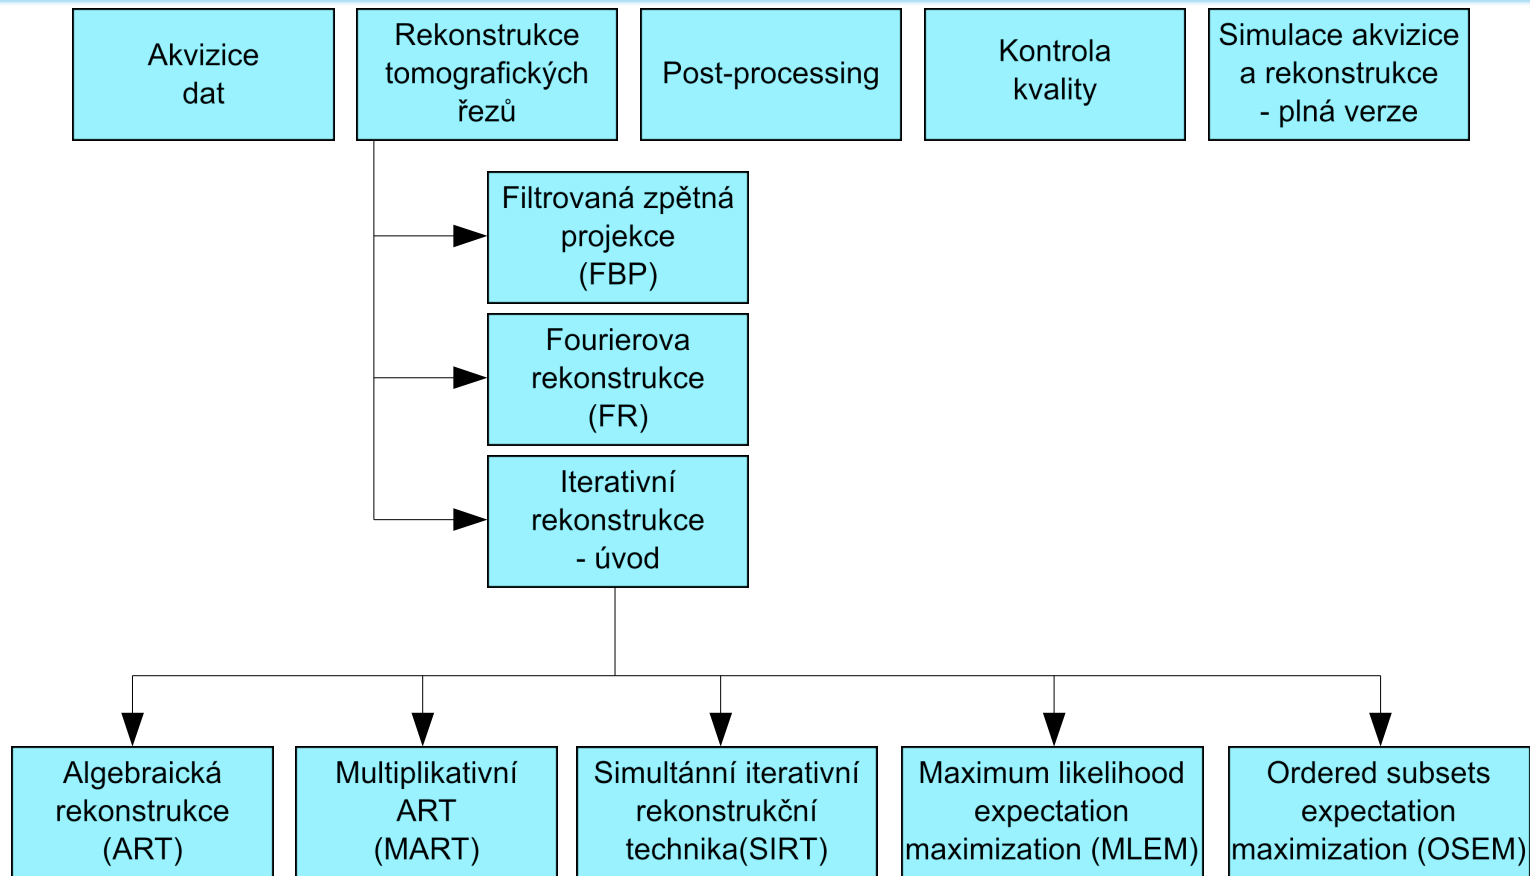 Akvizice
dat
Rekonstrukce
tomografických
řezů
Post-processing
Kontrola
kvality
Simulace akvizice
a rekonstrukce
- plná verze
Filtrovaná zpětná
projekce
(FBP)
Fourierova
rekonstrukce
(FR)
Iterativní
rekonstrukce
- úvod
Algebraická
rekonstrukce
(ART)
Multiplikativní
ART
(MART)
Simultánní iterativní
rekonstrukční
technika(SIRT)
Maximum likelihood
expectation
maximization (MLEM)
Ordered subsets
expectation
maximization (OSEM)